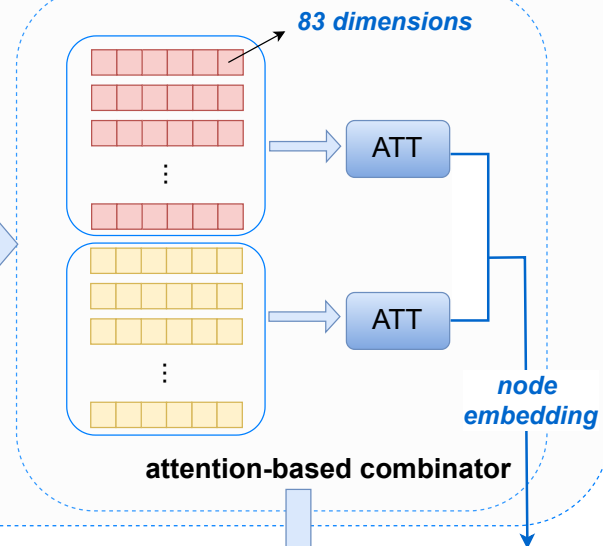 83 dimensions
ATT
ATT
node
embedding
attention-based combinator